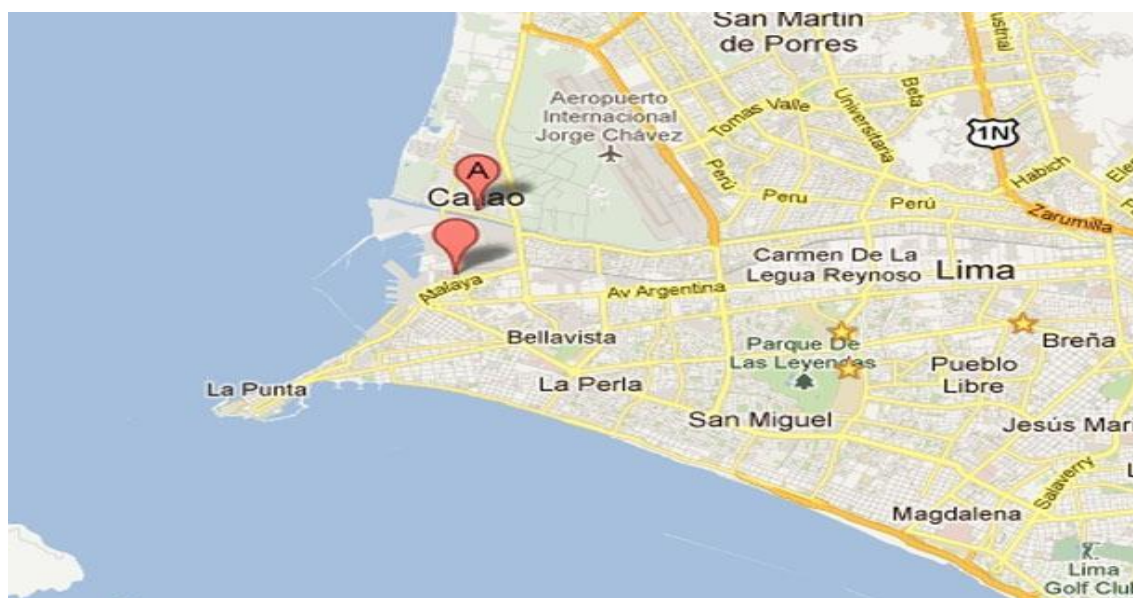 San Martin
de Porres
Industrial
Beta
Aeropuerto
Internacional
Jorge Chávez
Tomas Valle
Universitaria
1N
Habich
A
Callao
Perú
Peru
Perú
Zarumilla
Carmen De La
Legua Reynoso
Lima
Atalaya
Av Argentina
Bellavista
Parque De
Las Leyendas
Breña
La Punta
La Perla
Pueblo
Libre
San Miguel
Jesús Mar
Salaverry
Magdalena
Lima
Golf Club